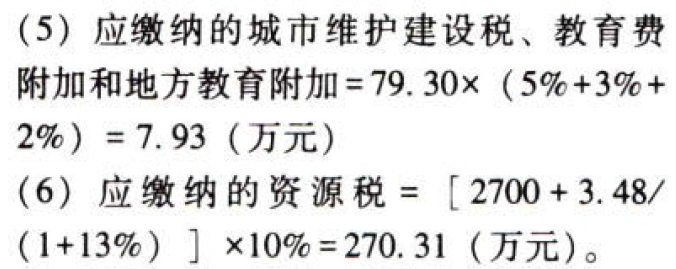 (5) 应缴纳的城市维护建设税、教育费
附加和地方教育附加=79.30×(5%+3%+
2%)=7.93(万元)
(6) 应缴纳的资源税=[2700+3.48/
(1+13%)]×10%=270.31(万元)。